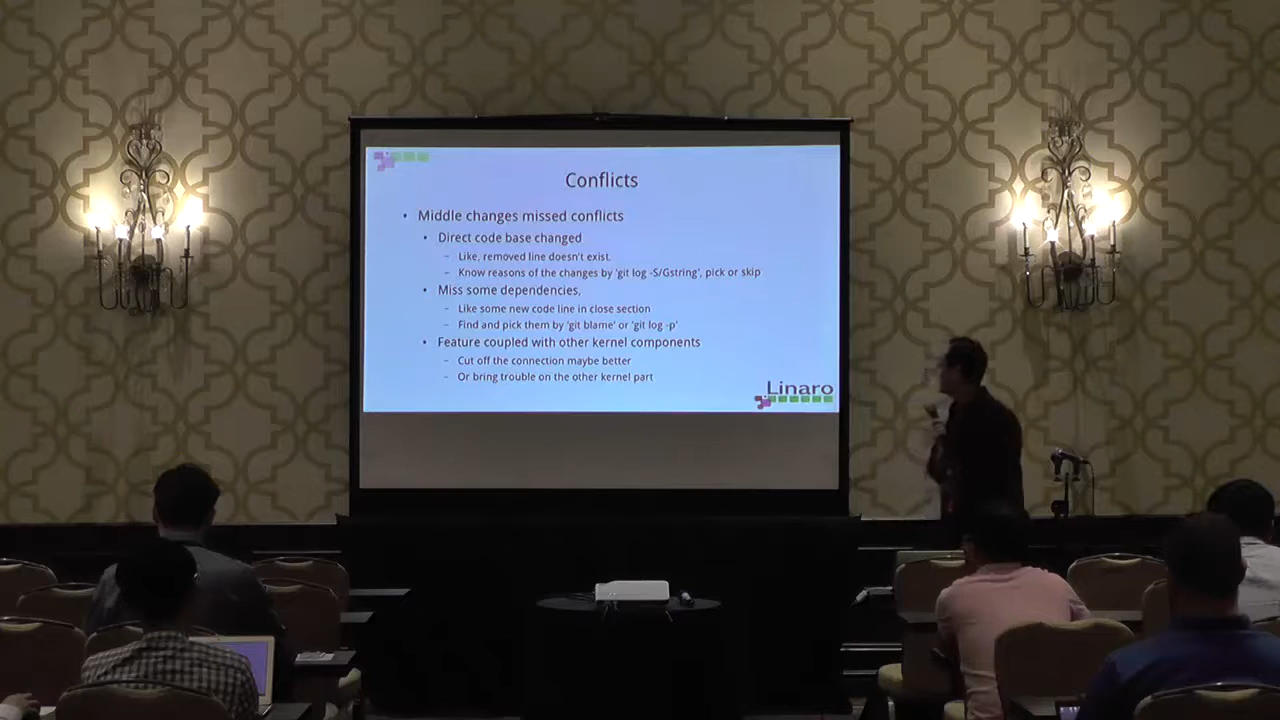 Conflicts
• Middle changes missed conflicts
• Direct code base changed
– Like, removed line doesn't exist.
– Know reasons of the changes by 'git log -S/Gstring', pick or skip
• Miss some dependencies,
– Like some new code line in close section
– Find and pick them by 'git blame' or 'git log -p'
• Feature coupled with other kernel components
– Cut off the connection maybe better
– Or bring trouble on the other kernel part
Linaro